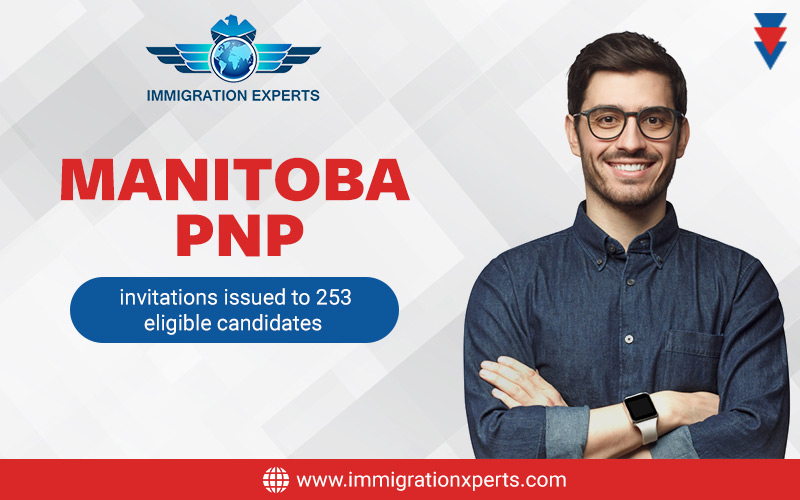 IMMIGRATION EXPERTS
MANITOBA
PNP
invitations issued to 253
eligible candidates
www.immigrationxperts.com